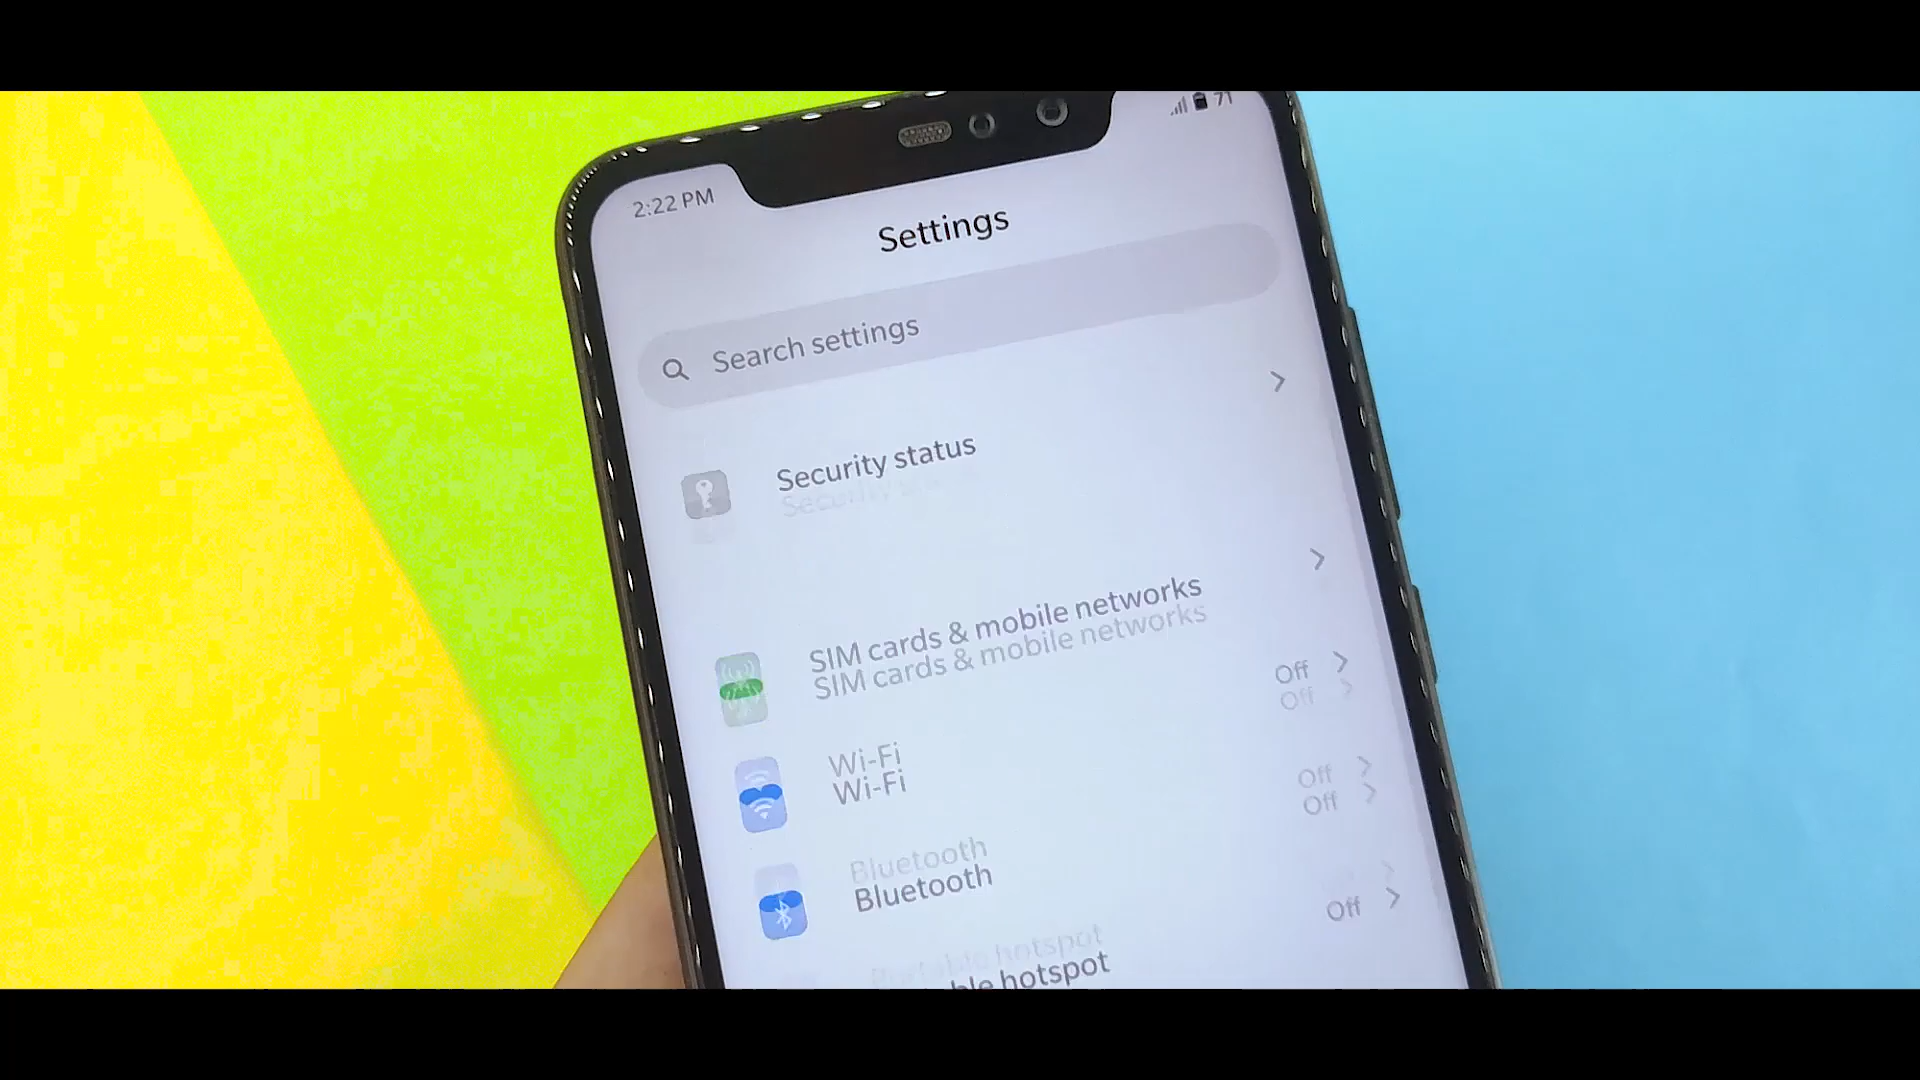 71
2:22 PM
Settings
Search settings
Security status
SIM cards & mobile networks
SIM cards & mobile networks
Off
Off
Wi-Fi
Wi-Fi
Off
Off
Bluetooth
Bluetooth
Off
hotspot
hotspot